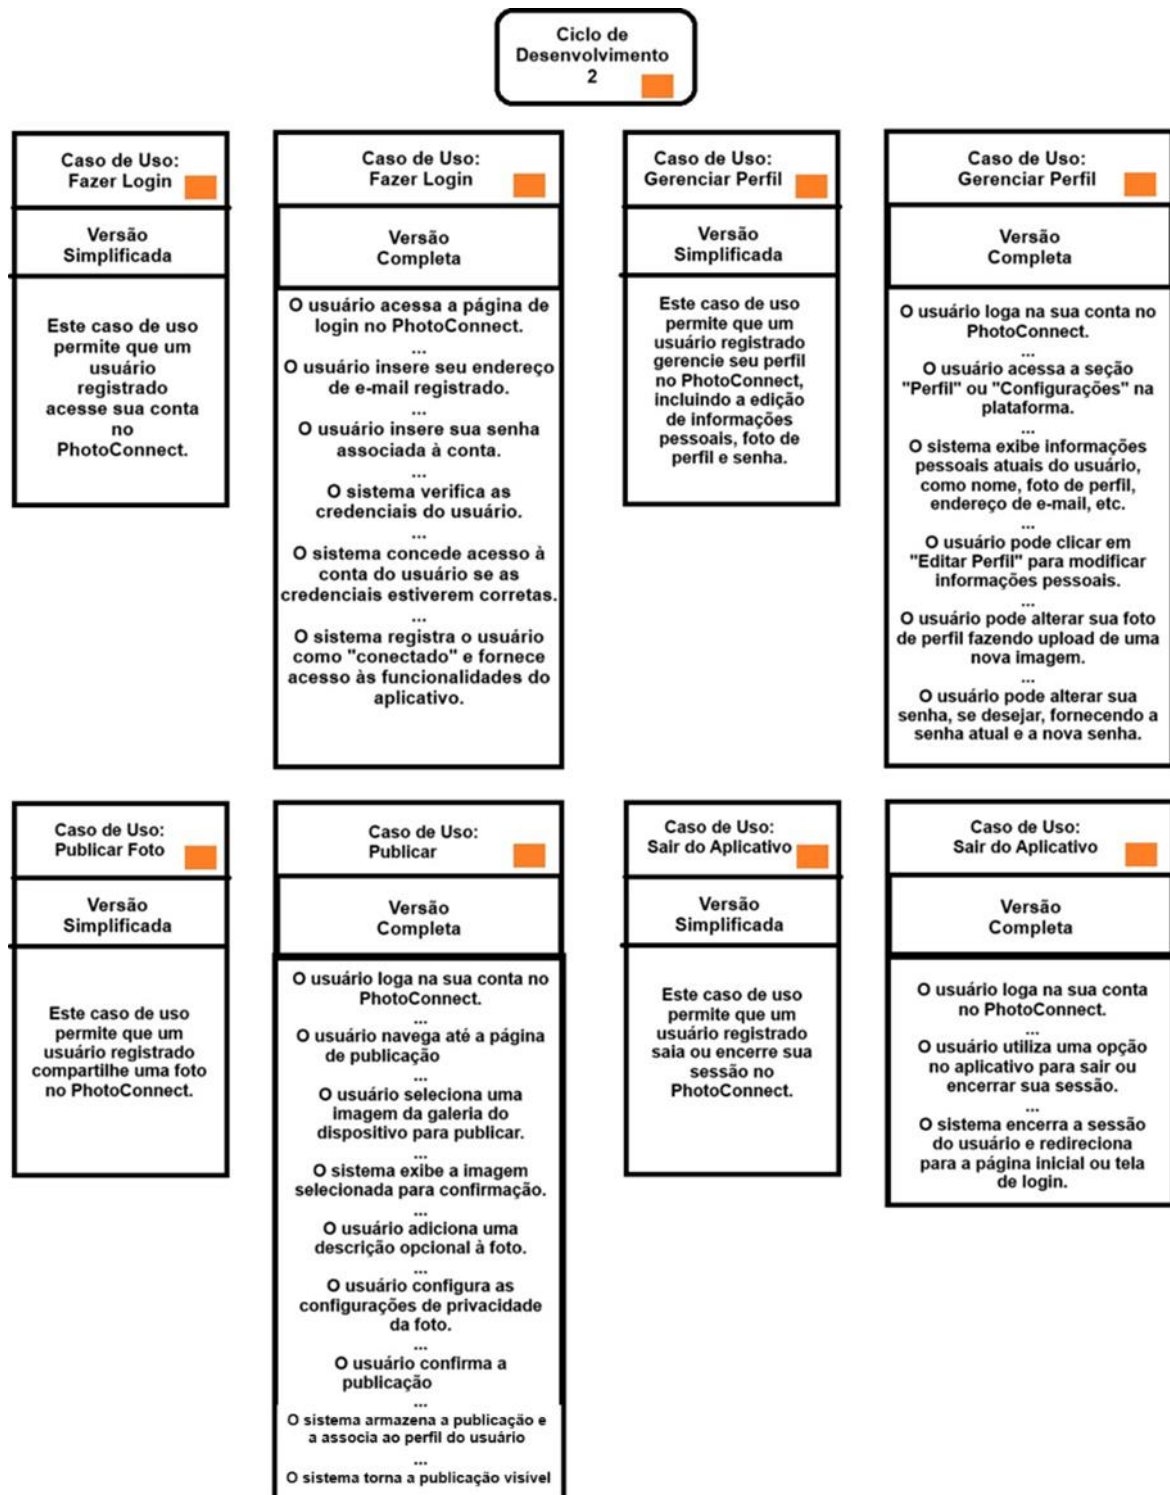 Ciclo de
Desenvolvimento
2
Caso de Uso:
Fazer Login
Versão
Simplificada
Este caso de uso
permite que um
usuário
registrado
acesse sua conta
no
PhotoConnect.
Caso de Uso:
Fazer Login
Versão
Completa
O usuário acessa a página de
login no PhotoConnect.
...
O usuário insere seu endereço
de e-mail registrado.
...
O usuário insere sua senha
associada à conta.
...
O sistema verifica as
credenciais do usuário.
...
O sistema concede acesso à
conta do usuário se as
credenciais estiverem corretas.
...
O sistema registra o usuário
como "conectado" e fornece
acesso às funcionalidades do
aplicativo.
Caso de Uso:
Gerenciar Perfil
Versão
Simplificada
Este caso de uso
permite que um
usuário registrado
gerencie seu perfil
no PhotoConnect,
incluindo a edição
de informações
pessoais, foto de
perfil e senha.
Caso de Uso:
Gerenciar Perfil
Versão
Completa
O usuário loga na sua conta no
PhotoConnect.
...
O usuário acessa a seção
"Perfil" ou "Configurações" na
plataforma.
...
O sistema exibe informações
pessoais atuais do usuário,
como nome, foto de perfil,
endereço de e-mail, etc.
...
O usuário pode clicar em
"Editar Perfil" para modificar
informações pessoais.
...
O usuário pode alterar sua foto
de perfil fazendo upload de uma
nova imagem.
...
O usuário pode alterar sua
senha, se desejar, fornecendo a
senha atual e a nova senha.
Caso de Uso:
Publicar Foto
Versão
Simplificada
Este caso de uso
permite que um
usuário registrado
compartilhe uma foto
no PhotoConnect.
Caso de Uso:
Publicar
Versão
Completa
O usuário loga na sua conta no
PhotoConnect.
...
O usuário navega até a página
de publicação
...
O usuário seleciona uma
imagem da galeria do
dispositivo para publicar.
...
O sistema exibe a imagem
selecionada para confirmação.
...
O usuário adiciona uma
descrição opcional à foto.
...
O usuário configura as
configurações de privacidade
da foto.
...
O usuário confirma a
publicação
...
O sistema armazena a publicação e
a associa ao perfil do usuário
...
O sistema torna a publicação visível
Caso de Uso:
Sair do Aplicativo
Versão
Simplificada
Este caso de uso
permite que um
usuário registrado
saia ou encerre sua
sessão no
PhotoConnect.
Caso de Uso:
Sair do Aplicativo
Versão
Completa
O usuário loga na sua conta
no PhotoConnect.
...
O usuário utiliza uma opção
no aplicativo para sair ou
encerrar sua sessão.
...
O sistema encerra a sessão
do usuário e redireciona
para a página inicial ou tela
de login.